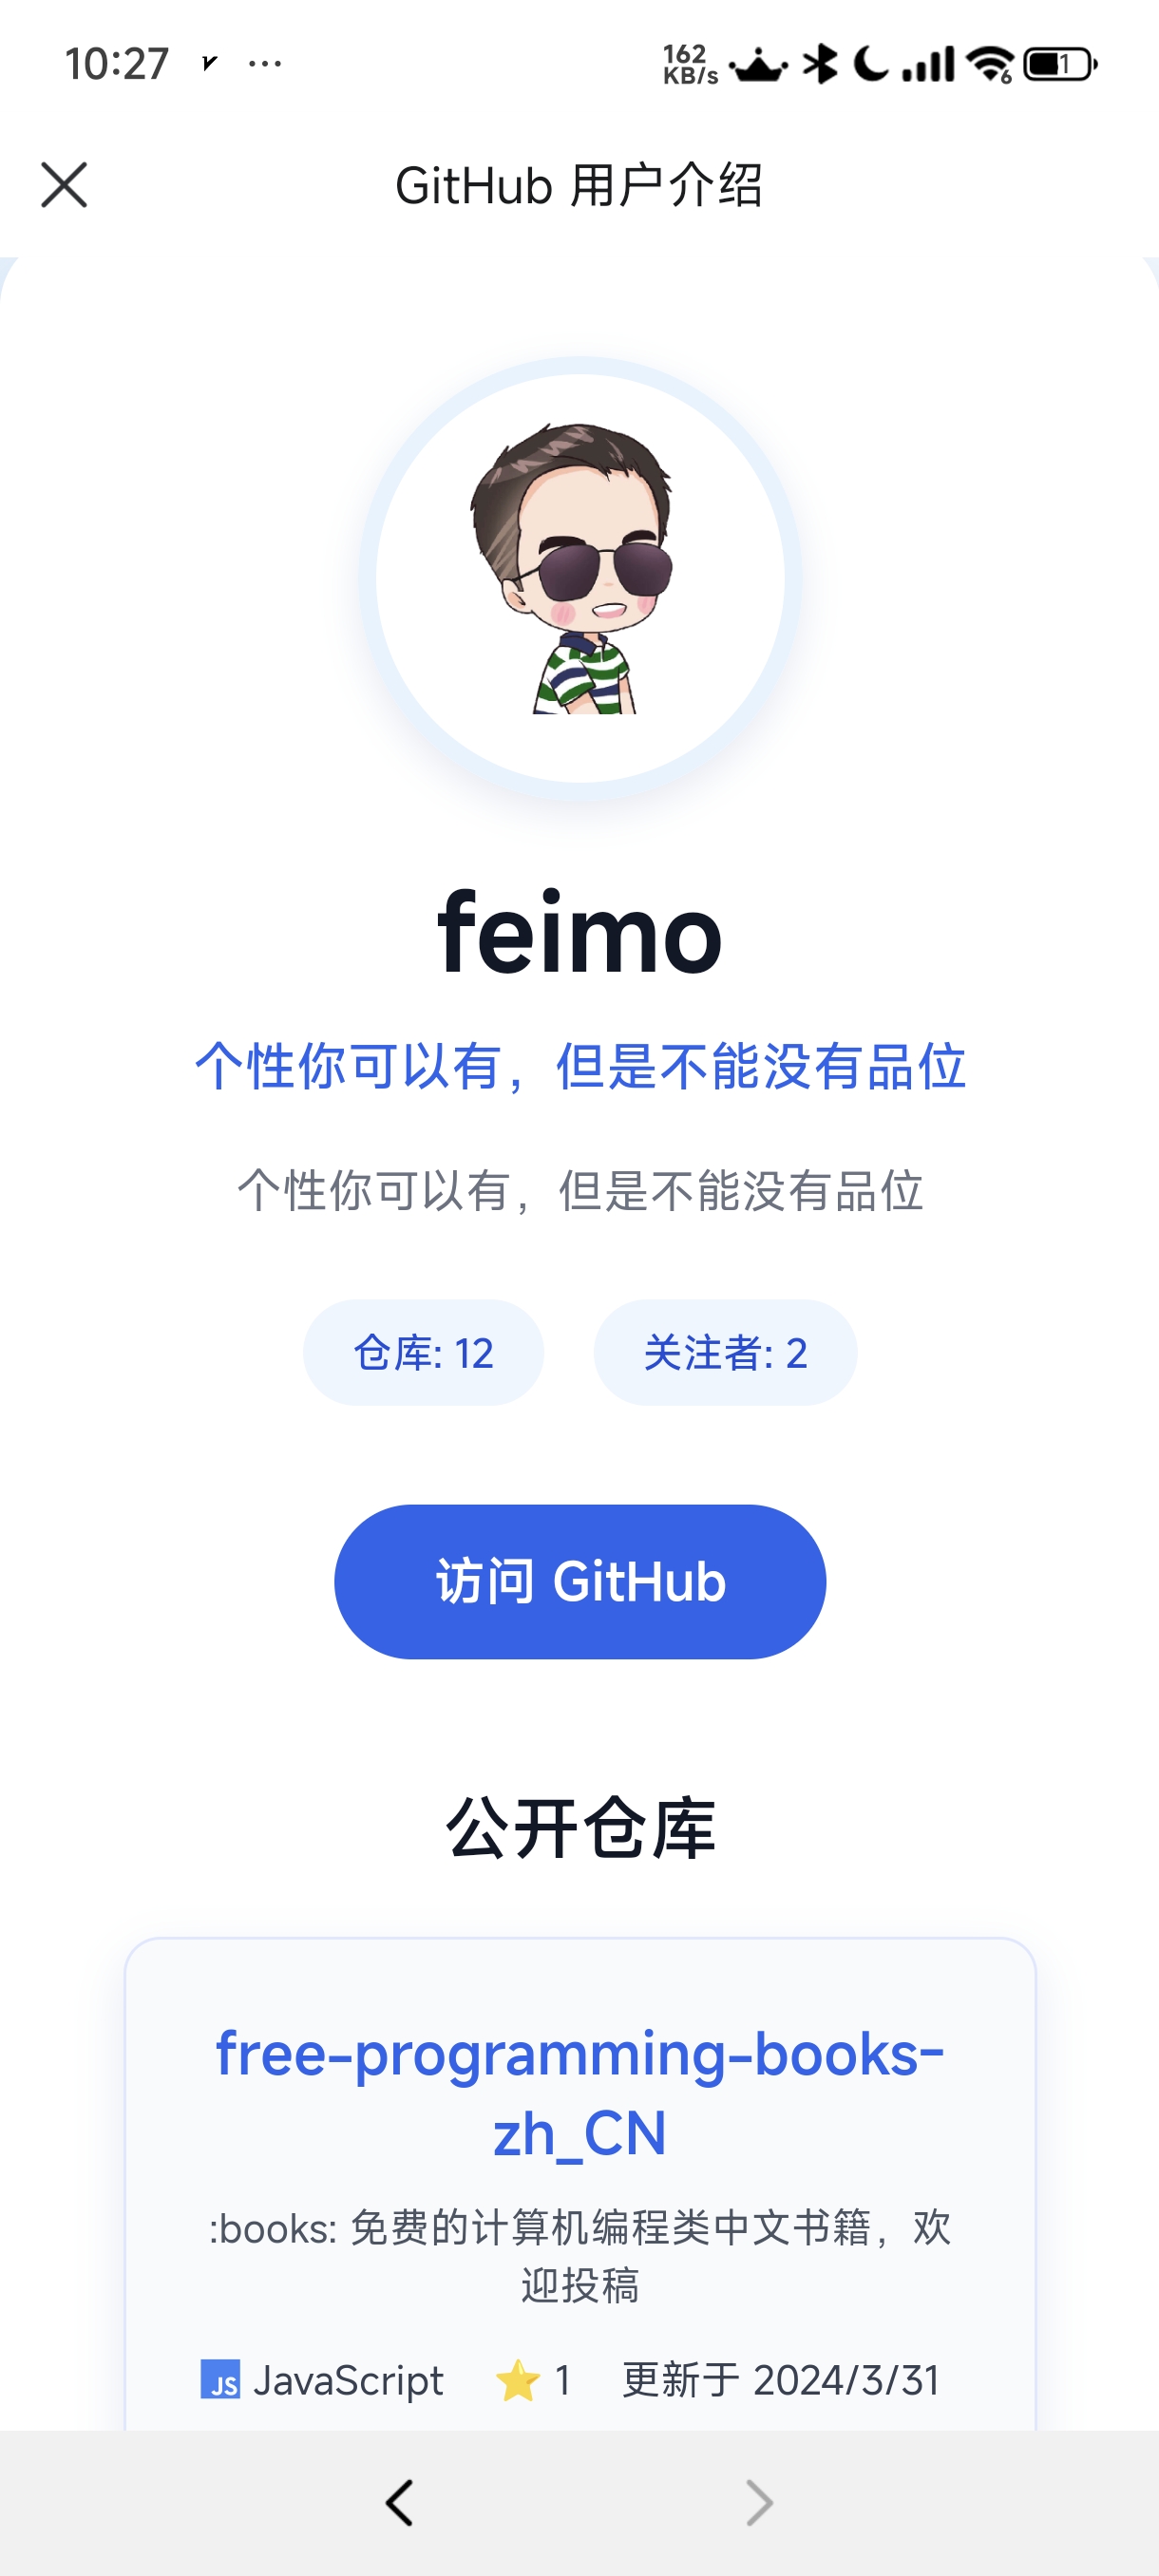 10:27
162
KB/s
6
1
GitHub 用户介绍
feimo
个性你可以有，但是不能没有品位
个性你可以有，但是不能没有品位
仓库: 12
关注者: 2
访问 GitHub
公开仓库
free-programming-books-
zh_CN
:books: 免费的计算机编程类中文书籍，欢
迎投稿
JS JavaScript ⭐ 1 更新于 2024/3/31